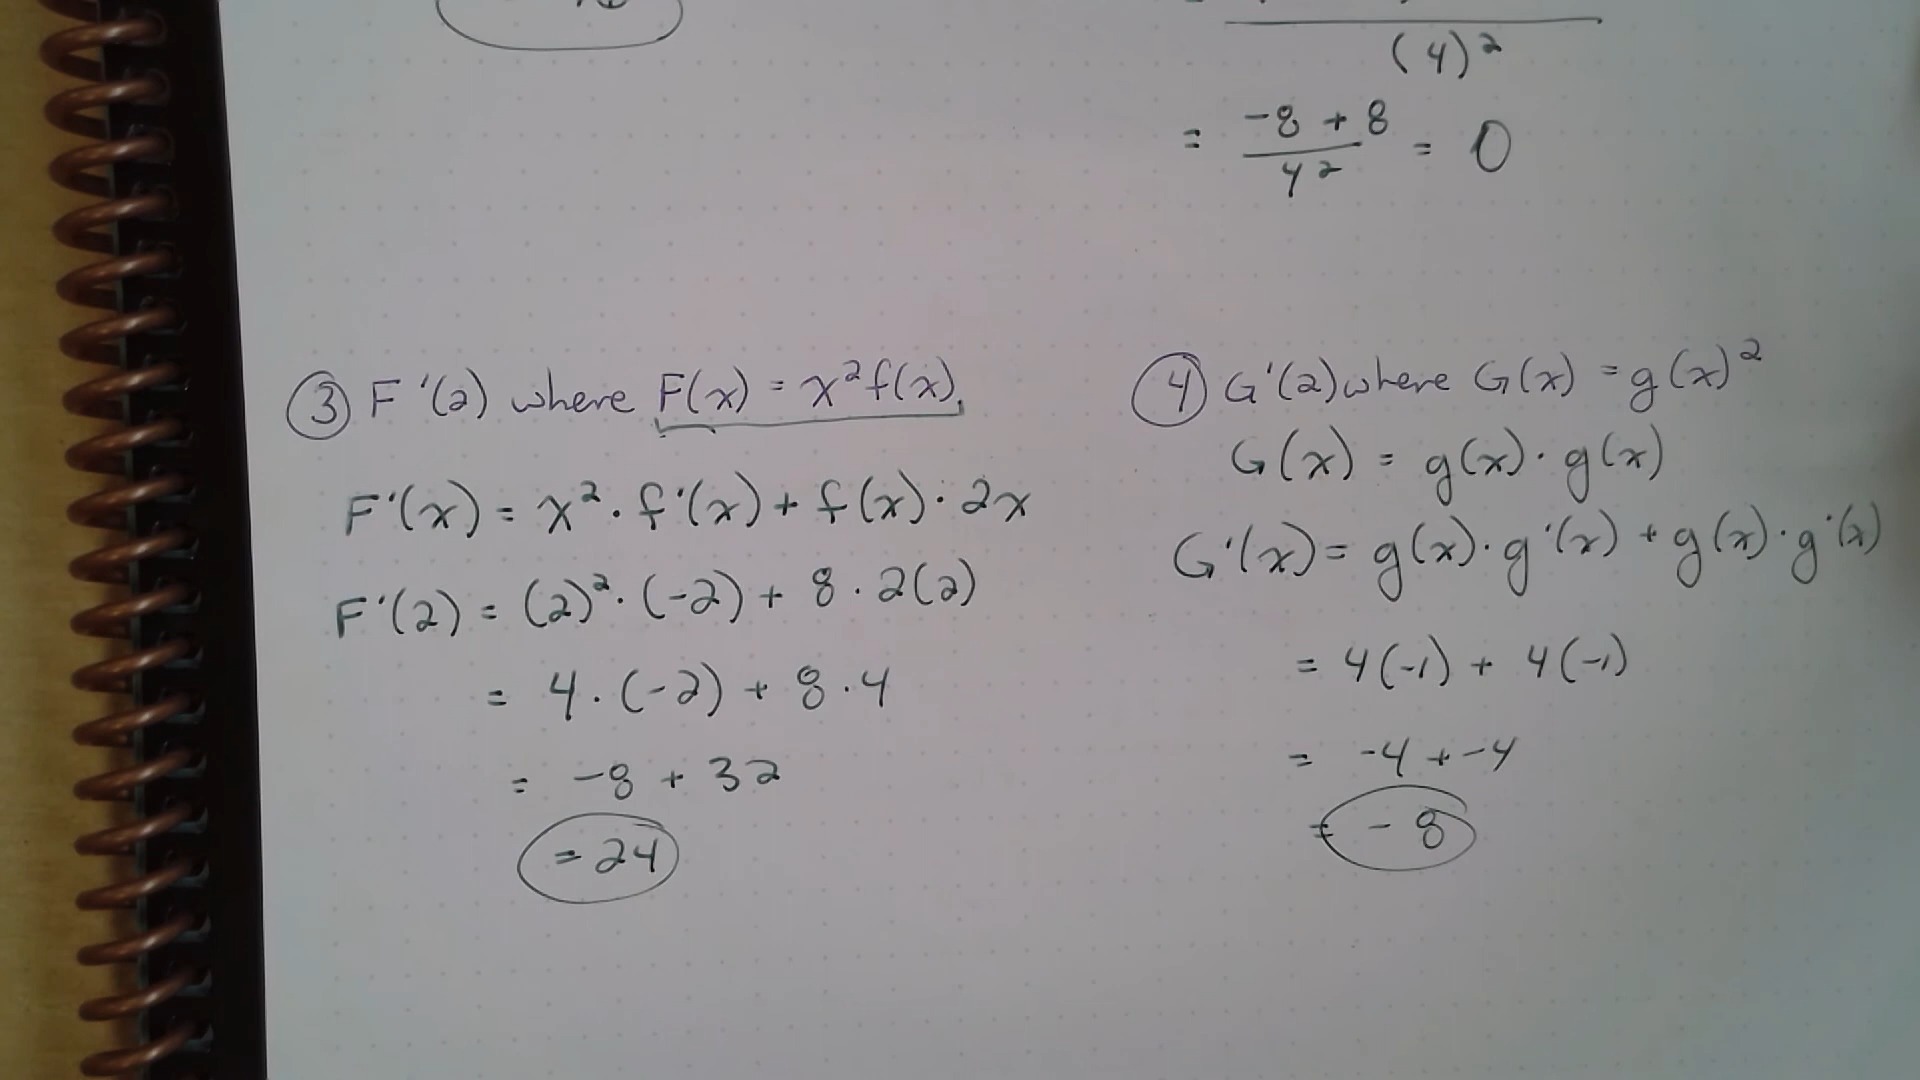 (4)²
= -8 + 8 / 4² = 0
③ F'(2) where F(x) = x²f(x)
F'(x) = x² · f'(x) + f(x) · 2x
F'(2) = (2)² · (-2) + 8 · 2(2)
= 4 · (-2) + 8 · 4
= -8 + 32
= 24
④ G'(2) where G(x) = g(x)²
G(x) = g(x) · g(x)
G'(x) = g(x) · g'(x) + g(x) · g'(x)
= 4(-1) + 4(-1)
= -4 + -4
= -8